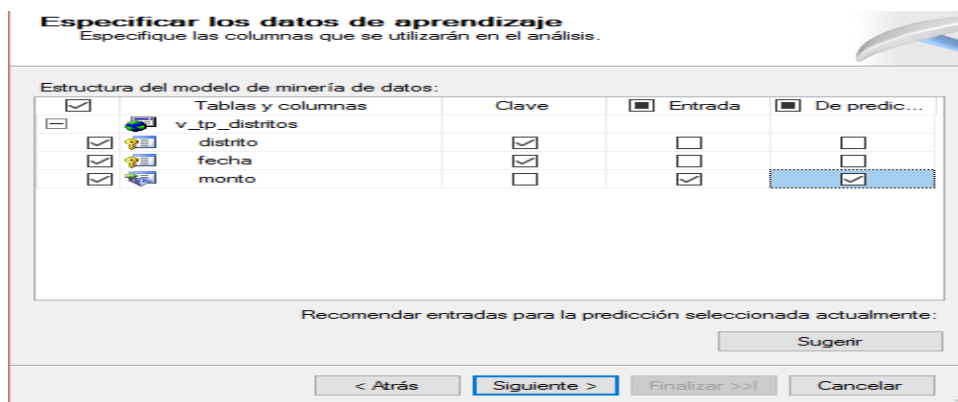 Especificar los datos de aprendizaje
Especifique las columnas que se utilizarán en el análisis.
Estructura del modelo de minería de datos:
Tablas y columnas Clave Entrada De predic...
v_tp_distritos
distrito
fecha
monto
Recomendar entradas para la predicción seleccionada actualmente:
Sugerir
< Atrás Siguiente > Finalizar >>| Cancelar